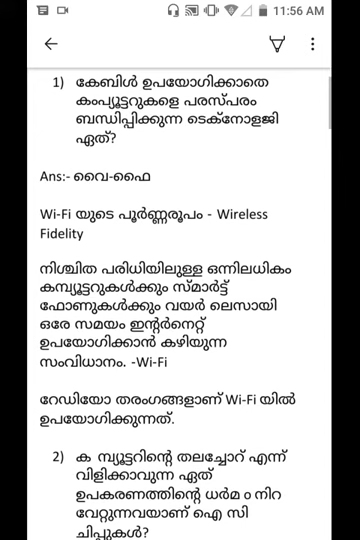 11:56 AM
1) കേബിൾ ഉപയോഗിക്കാതെ
കംപ്യൂട്ടറുകളെ പരസ്പരം
ബന്ധിപ്പിക്കുന്ന ടെക്നോളജി
ഏത്?
Ans:- വൈ-ഫൈ
Wi-Fi യുടെ പൂർണ്ണരൂപം - Wireless
Fidelity
നിശ്ചിത പരിധിയിലുള്ള ഒന്നിലധികം
കമ്പ്യൂട്ടറുകൾക്കും സ്മാർട്ട്
ഫോണുകൾക്കും വയർ ലെസായി
ഒരേ സമയം ഇന്റർനെറ്റ്
ഉപയോഗിക്കാൻ കഴിയുന്ന
സംവിധാനം. -Wi-Fi
റേഡിയോ തരംഗങ്ങളാണ് Wi-Fi യിൽ
ഉപയോഗിക്കുന്നത്.
2) ക മ്പ്യൂട്ടറിന്റെ തലച്ചോറ് എന്ന്
വിളിക്കാവുന്ന ഏത്
ഉപകരണത്തിന്റെ ധർമ o നിറ
വേറ്റുന്നവയാണ് ഐ സി
ചിപ്പുകൾ?